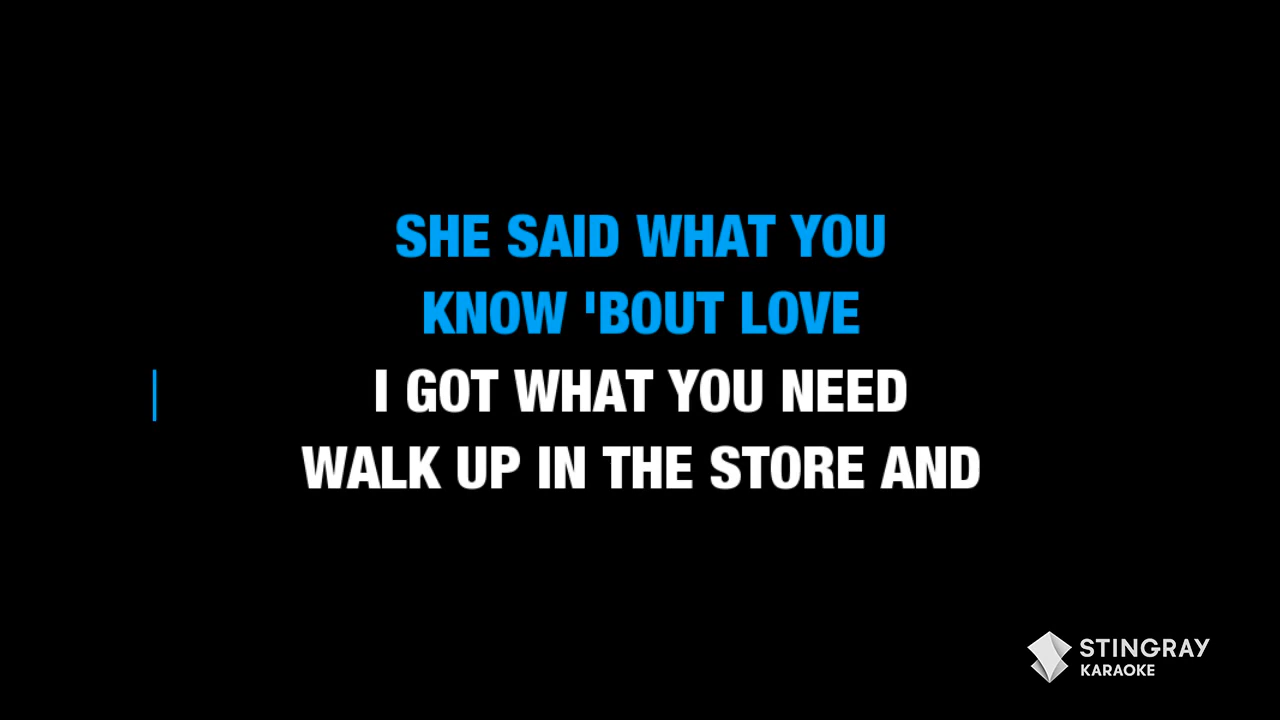 SHE SAID WHAT YOU
KNOW 'BOUT LOVE
I GOT WHAT YOU NEED
WALK UP IN THE STORE AND
STINGRAY
KARAOKE